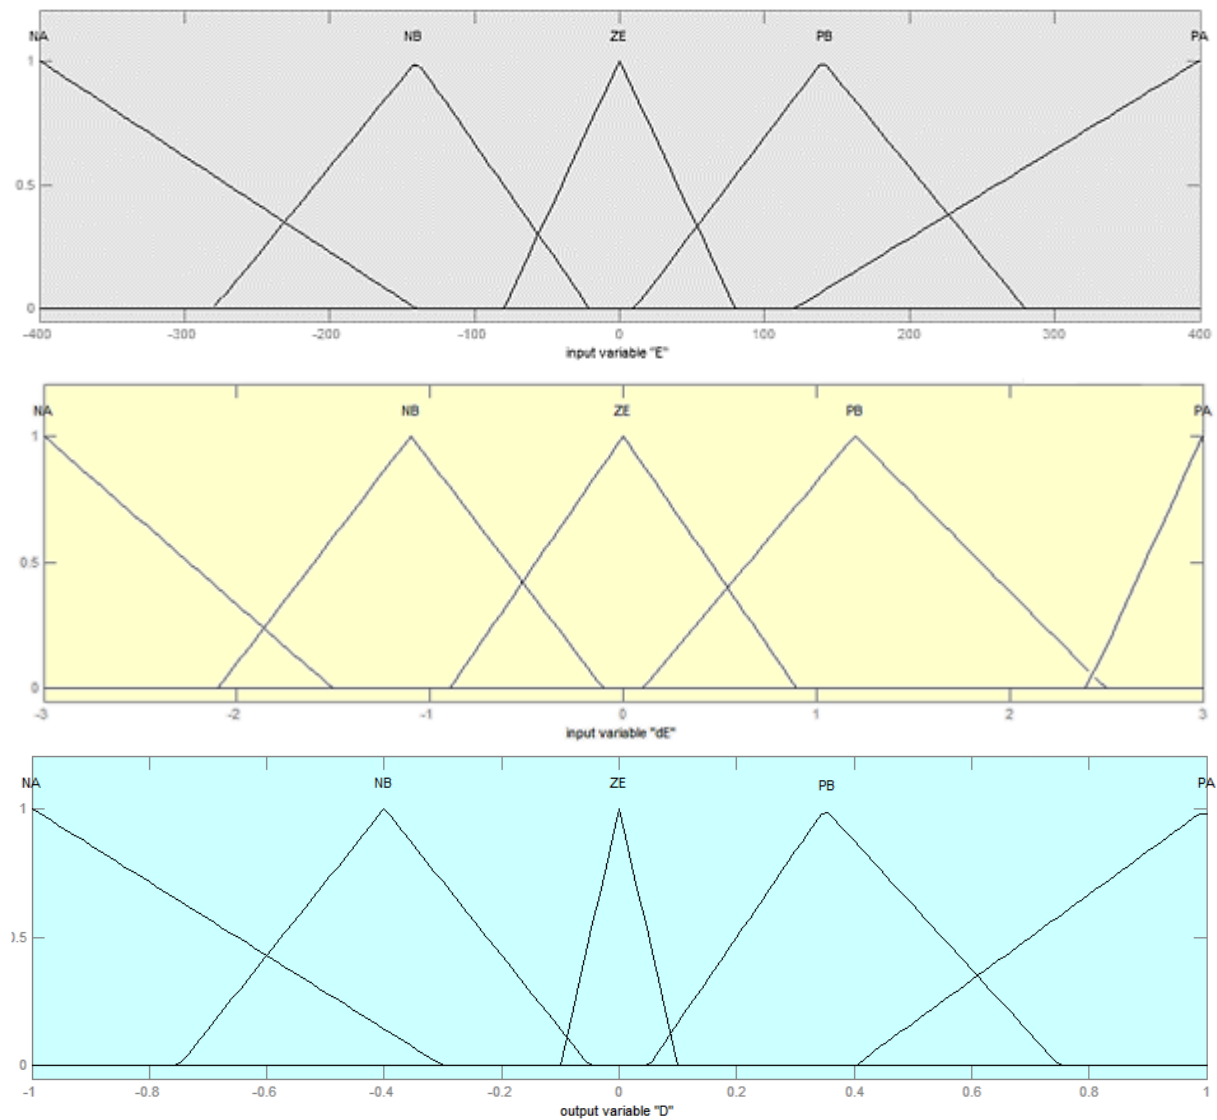 NA NB ZE PB PA
1
0.5
0
-400 -300 -200 -100 0 100 200 300 400
input variable "E"
NA NB ZE PB PA
1
0.5
0
-3 -2 -1 0 1 2 3
input variable "dE"
NA NB ZE PB PA
1
0.5
0
-1 -0.8 -0.6 -0.4 -0.2 0 0.2 0.4 0.6 0.8 1
output variable "D"